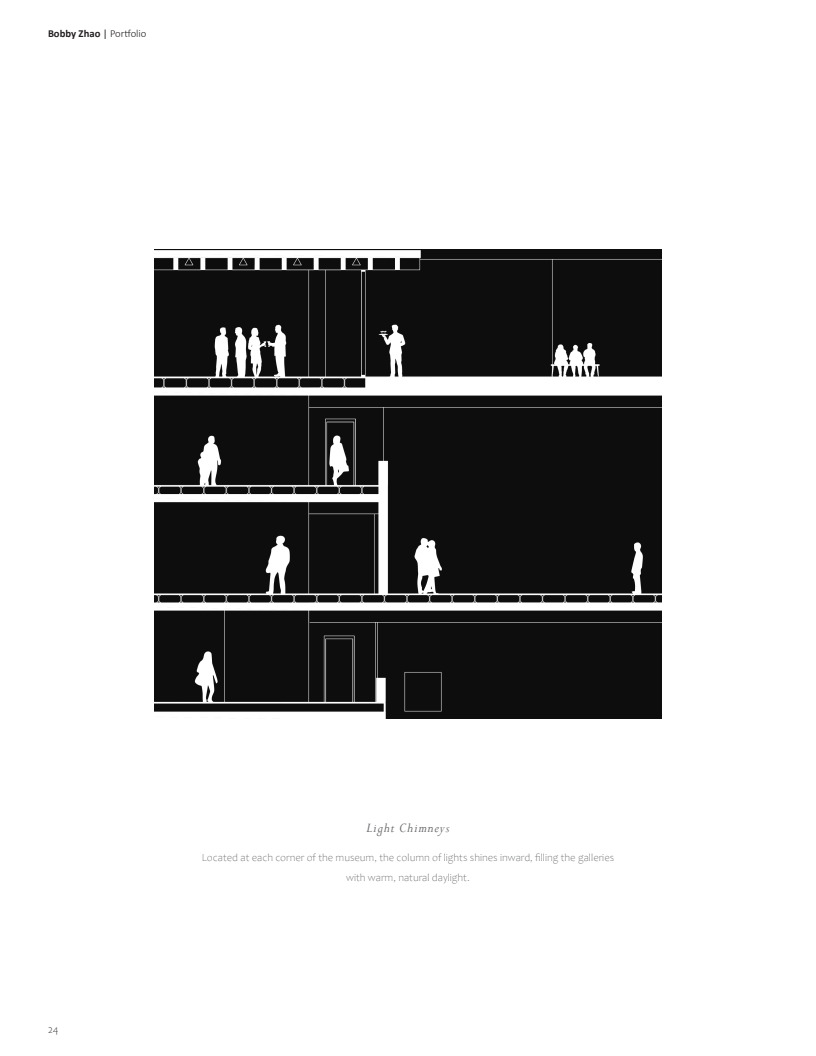 Bobby Zhao | Portfolio
Light Chimneys
Located at each corner of the museum, the column of lights shines inward, filling the galleries
with warm, natural daylight.
24